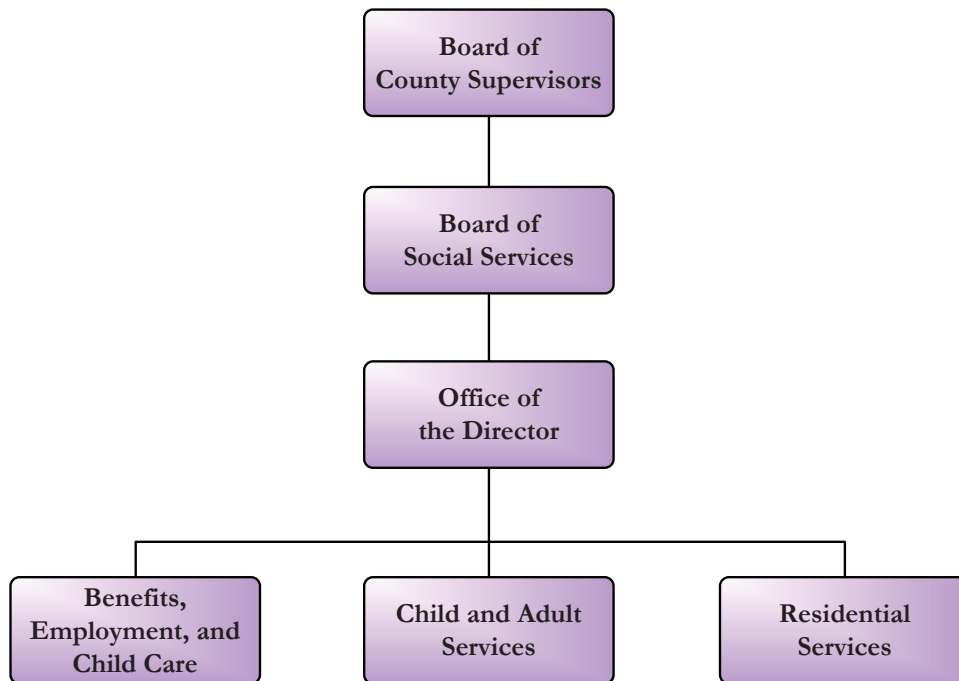 Board of
County Supervisors
Board of
Social Services
Office of
the Director
Benefits,
Employment, and
Child Care
Child and Adult
Services
Residential
Services